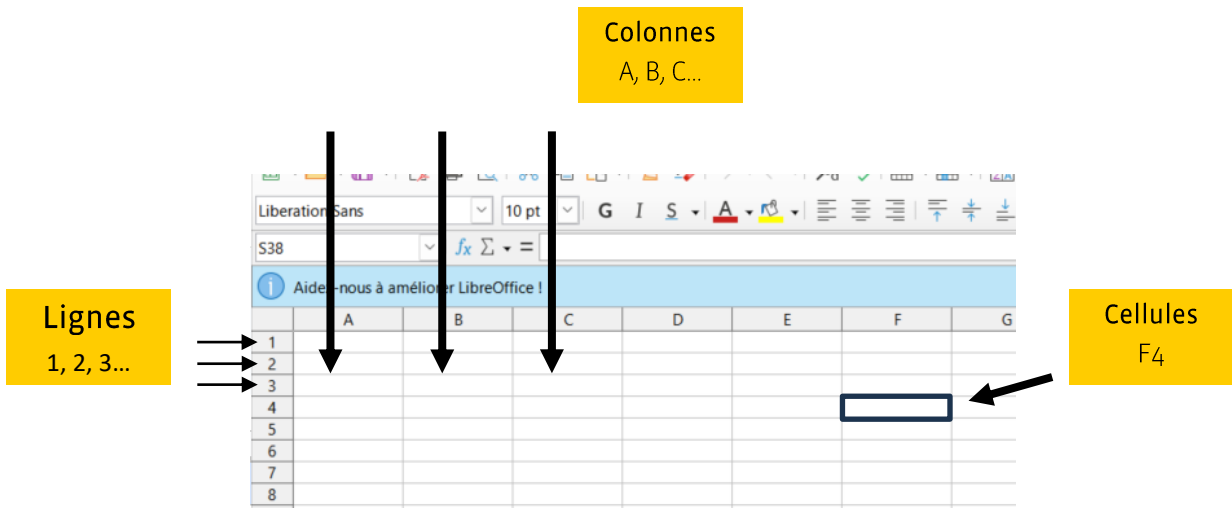 Colonnes
A, B, C...
Liberation Sans
10 pt
G I S A
S38
fx Σ =
Aidez-nous à améliorer LibreOffice !
Lignes
1, 2, 3...
A B C D E F G
1
2
3
4
5
6
7
8
Cellules
F4